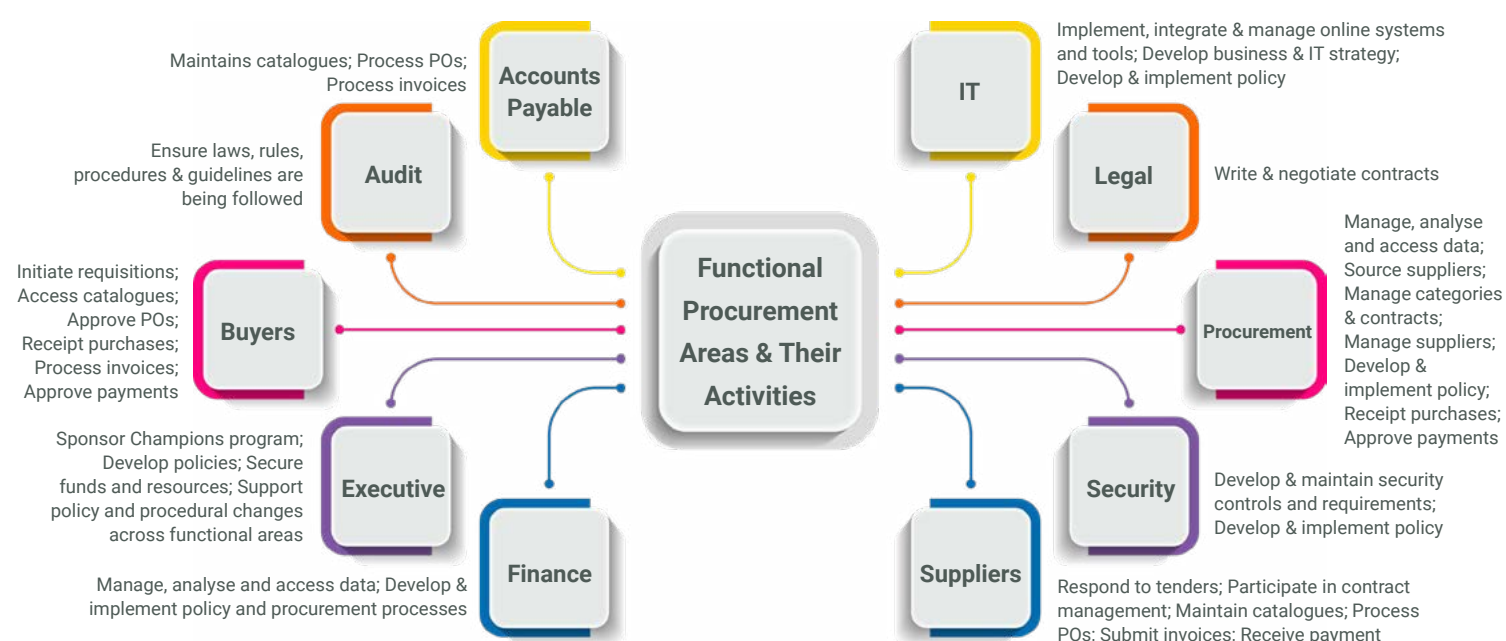 Maintains catalogues; Process POs;
Process invoices
Accounts
Payable
Ensure laws, rules,
procedures & guidelines are
being followed
Audit
Initiate requisitions;
Access catalogues;
Approve POs;
Receipt purchases;
Process invoices;
Approve payments
Buyers
Sponsor Champions program;
Develop policies; Secure
funds and resources; Support
policy and procedural changes
across functional areas
Executive
Manage, analyse and access data; Develop &
implement policy and procurement processes
Finance
Functional
Procurement
Areas & Their
Activities
IT
Implement, integrate & manage online systems
and tools; Develop business & IT strategy;
Develop & implement policy
Legal
Write & negotiate contracts
Procurement
Manage, analyse
and access data;
Source suppliers;
Manage categories
& contracts;
Manage suppliers;
Develop &
implement policy;
Receipt purchases;
Approve payments
Security
Develop & maintain security
controls and requirements;
Develop & implement policy
Suppliers
Respond to tenders; Participate in contract
management; Maintain catalogues; Process
POs; Submit invoices; Receive payment